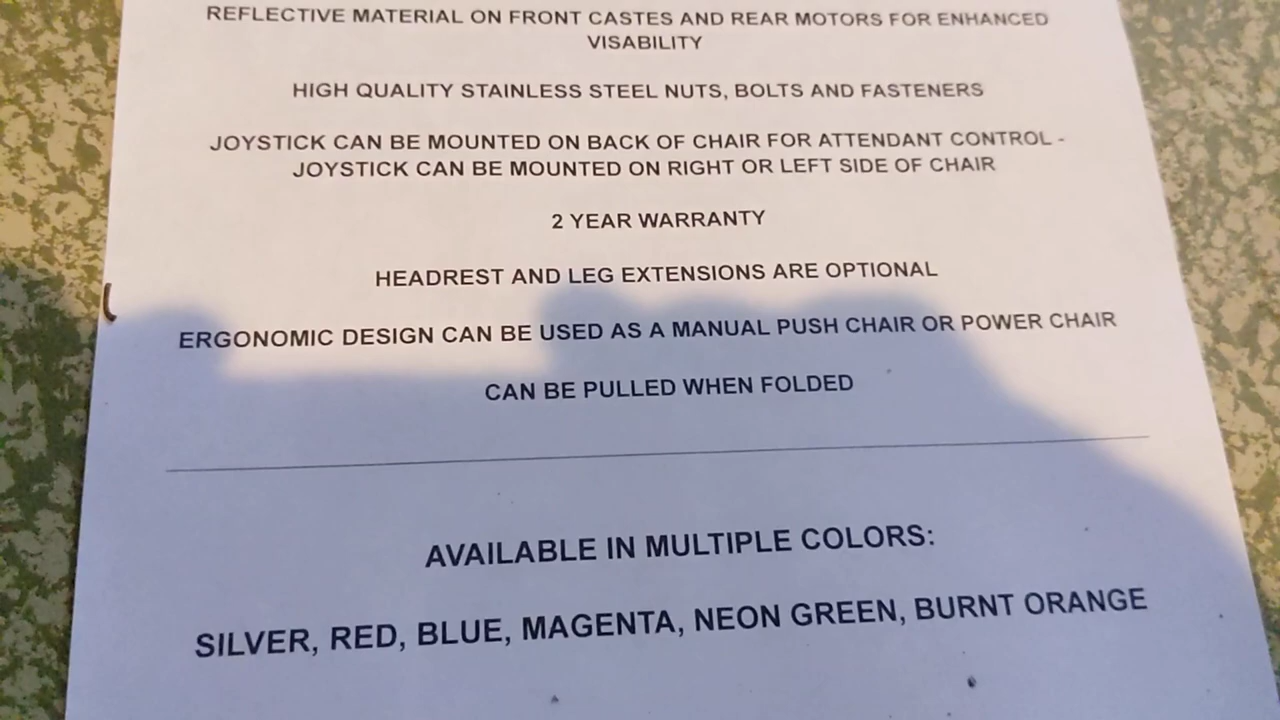 REFLECTIVE MATERIAL ON FRONT CASTES AND REAR MOTORS FOR ENHANCED
VISABILITY
HIGH QUALITY STAINLESS STEEL NUTS, BOLTS AND FASTENERS
JOYSTICK CAN BE MOUNTED ON BACK OF CHAIR FOR ATTENDANT CONTROL -
JOYSTICK CAN BE MOUNTED ON RIGHT OR LEFT SIDE OF CHAIR
2 YEAR WARRANTY
HEADREST AND LEG EXTENSIONS ARE OPTIONAL
ERGONOMIC DESIGN CAN BE USED AS A MANUAL PUSH CHAIR OR POWER CHAIR
CAN BE PULLED WHEN FOLDED
AVAILABLE IN MULTIPLE COLORS:
SILVER, RED, BLUE, MAGENTA, NEON GREEN, BURNT ORANGE